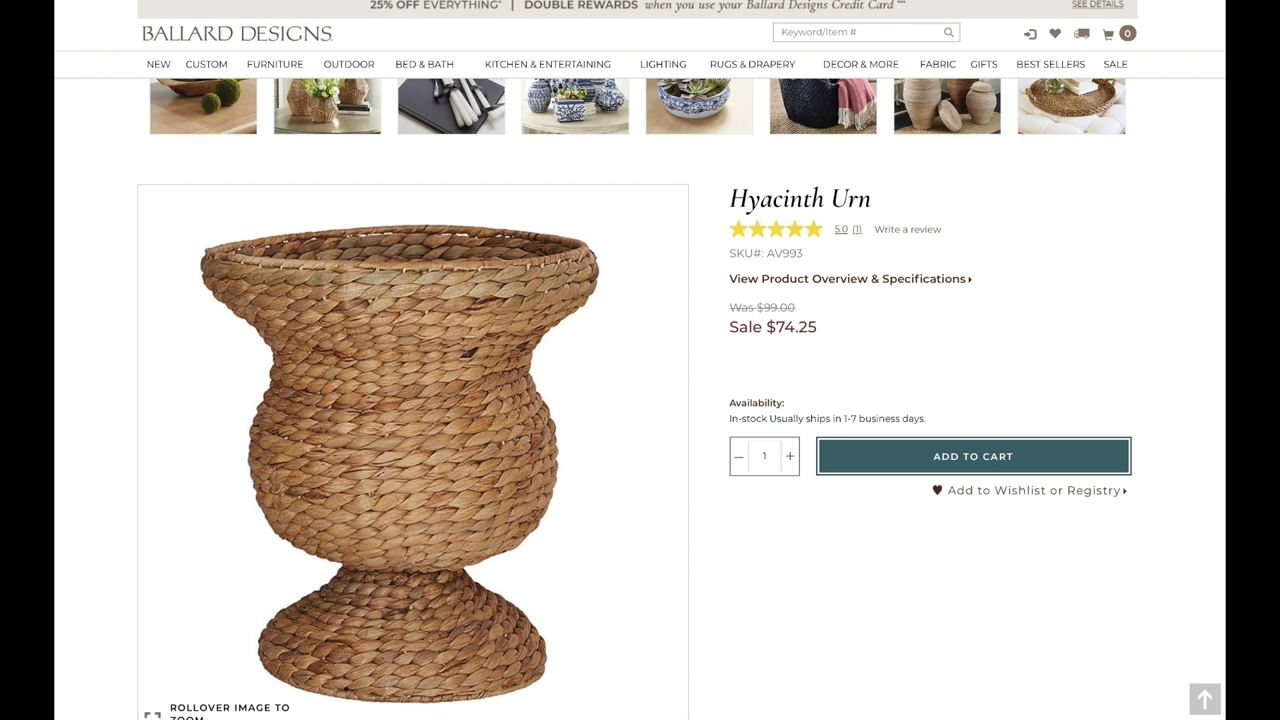 25% OFF EVERYTHING* | DOUBLE REWARDS when you use your Ballard Designs Credit Card ***
SEE DETAILS
BALLARD DESIGNS
Keyword/Item #
0
NEW CUSTOM FURNITURE OUTDOOR BED & BATH KITCHEN & ENTERTAINING LIGHTING RUGS & DRAPERY DECOR & MORE FABRIC GIFTS BEST SELLERS SALE
Hyacinth Urn
5.0 (1) Write a review
SKU#: AV993
View Product Overview & Specifications
Was $99.00
Sale $74.25
Availability:
In-stock Usually ships in 1-7 business days.
– 1 + ADD TO CART
Add to Wishlist or Registry
ROLLOVER IMAGE TO
ZOOM